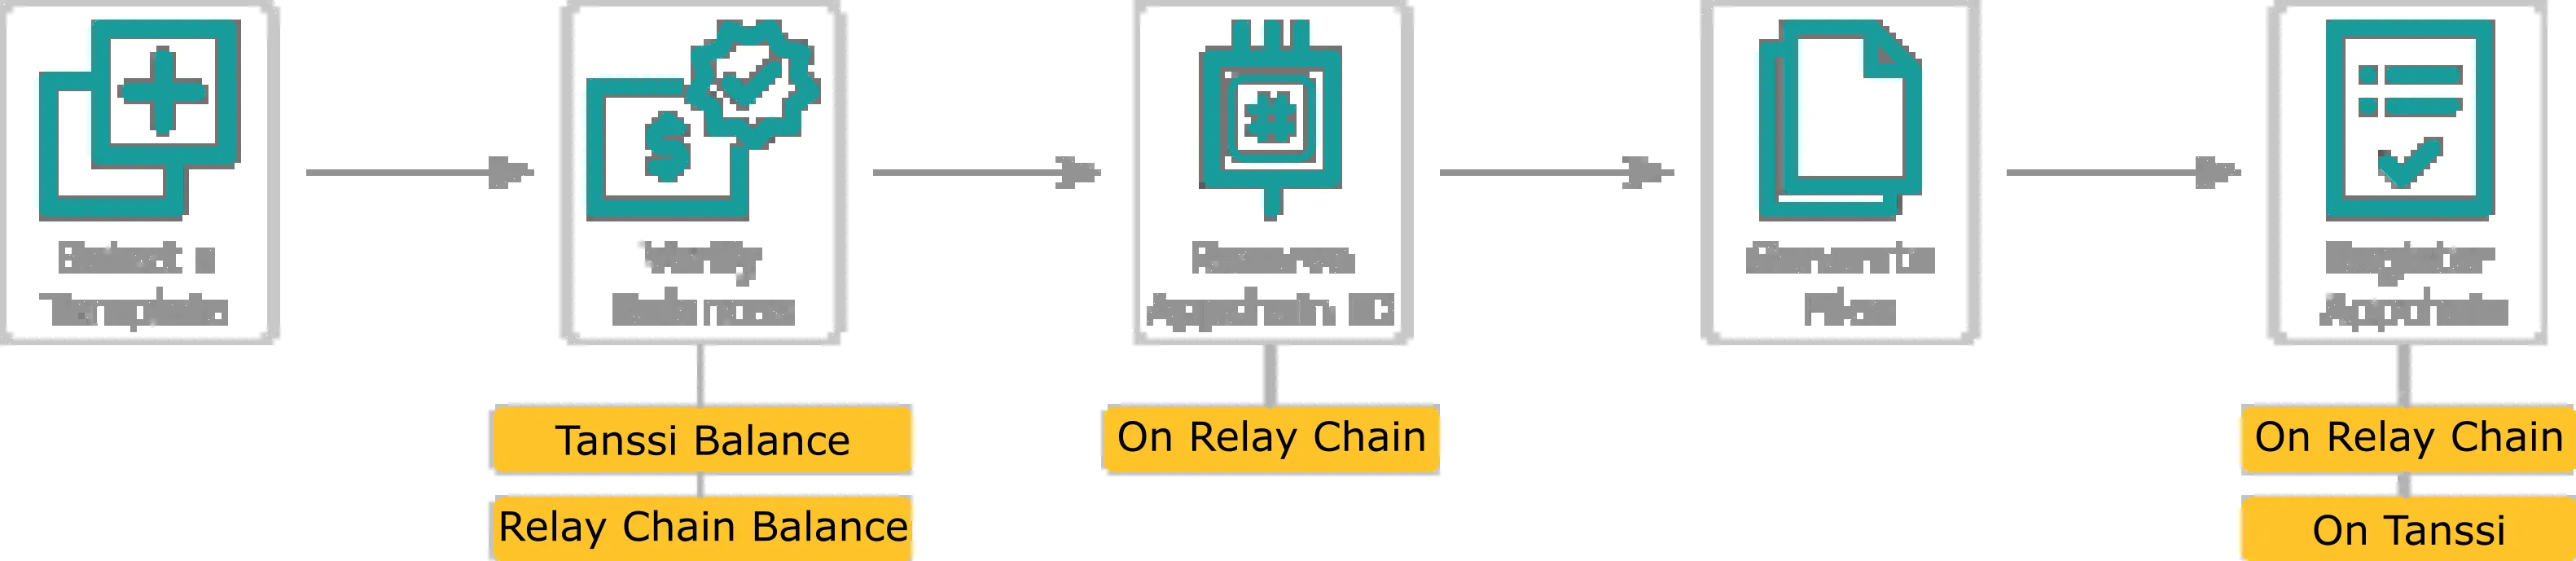 Select a
Template
Verify
Balances
Tanssi Balance
Relay Chain Balance
Reserve
Appchain ID
On Relay Chain
Generate
Files
Register
Appchain
On Relay Chain
On Tanssi